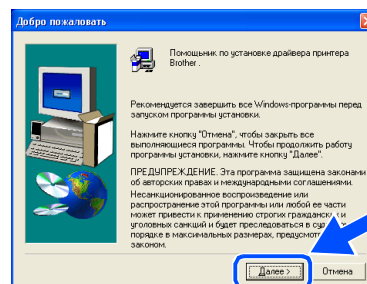 Добро пожаловать
Помощьник по установке драйвера принтера
Brother .
Рекомендуется завершить все Windows-программы перед
запуском программы установки.
Нажмите кнопку "Отмена", чтобы закрыть все
выполняющиеся программы. Чтобы продолжить работу
программы установки, нажмите кнопку "Далее".
ПРЕДУПРЕЖДЕНИЕ. Эта программа защищена законами
об авторских правах и международными соглашениями.
Несанкционированное воспроизведение или
распространение этой программы или любой ее части
может привести к применению строгих гражданских и
уголовных санкций и будет преследоваться в
порядке в максимальных размерах,
законом.
Далее >
Отмена